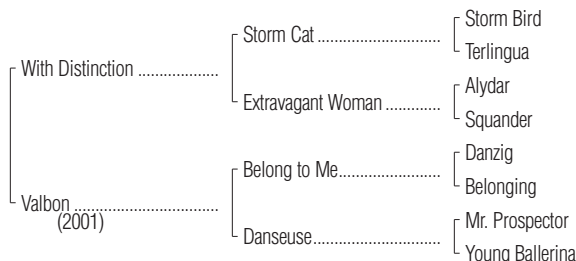 Storm Bird
Storm Cat ..................................
Terlingua
With Distinction ......................
Alydar
Extravagant Woman ...............
Squander
Danzig
Belong to Me............................
Belonging
Valbon .......................................
(2001)
Mr. Prospector
Danseuse...................................
Young Ballerina